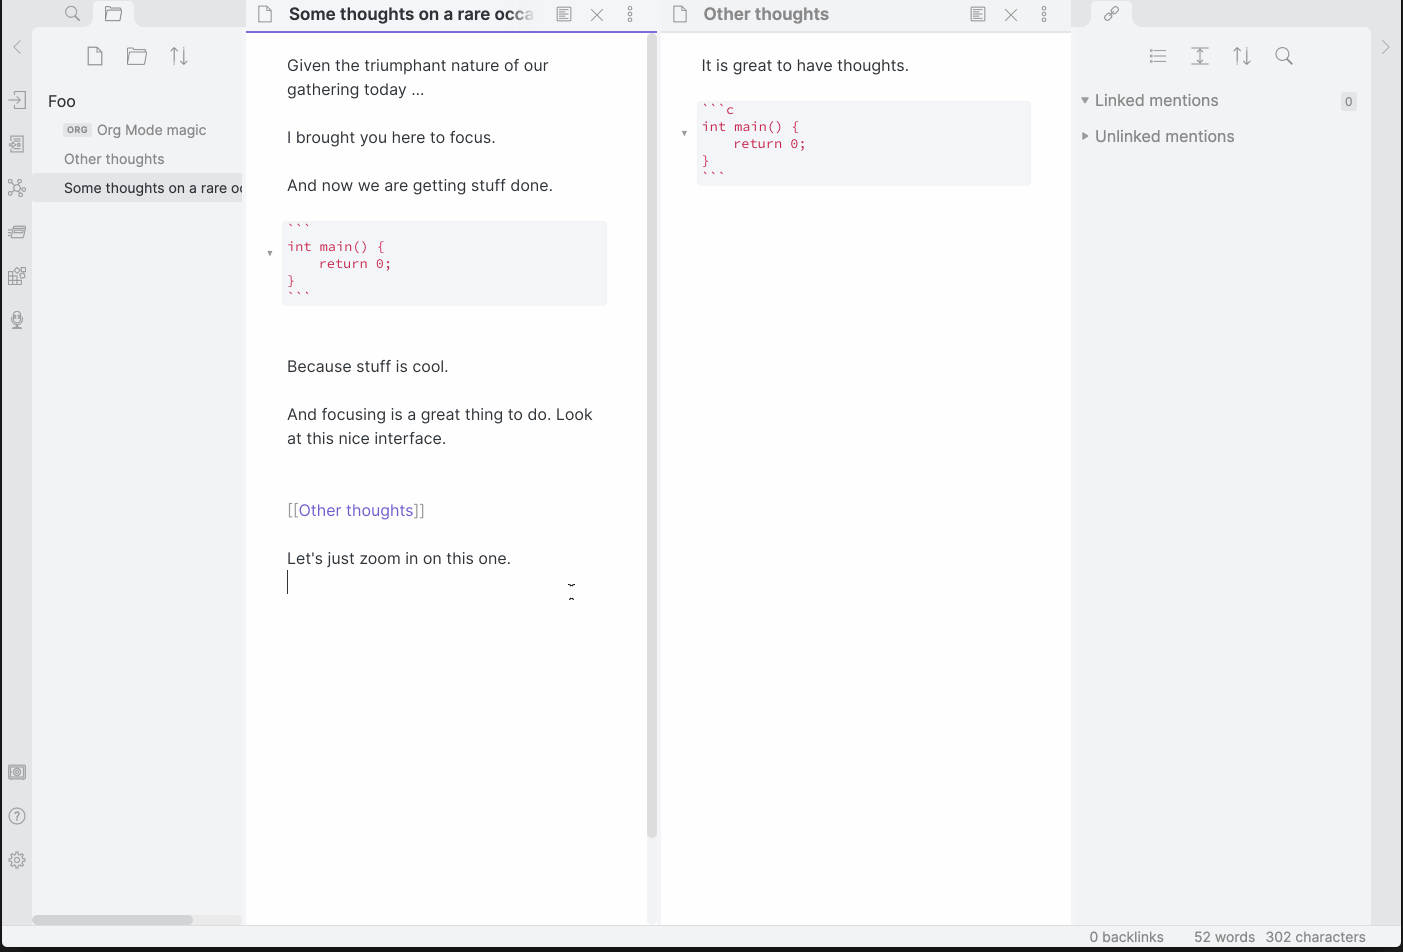 Foo
ORG Org Mode magic
Other thoughts
Some thoughts on a rare oc
Some thoughts on a rare occa
Given the triumphant nature of our
gathering today ...
I brought you here to focus.
And now we are getting stuff done.
```
int main() {
    return 0;
}
```
Because stuff is cool.
And focusing is a great thing to do. Look
at this nice interface.
[[Other thoughts]]
Let's just zoom in on this one.
Other thoughts
It is great to have thoughts.
```c
int main() {
    return 0;
}
```
Linked mentions 0
Unlinked mentions
0 backlinks 52 words 302 characters